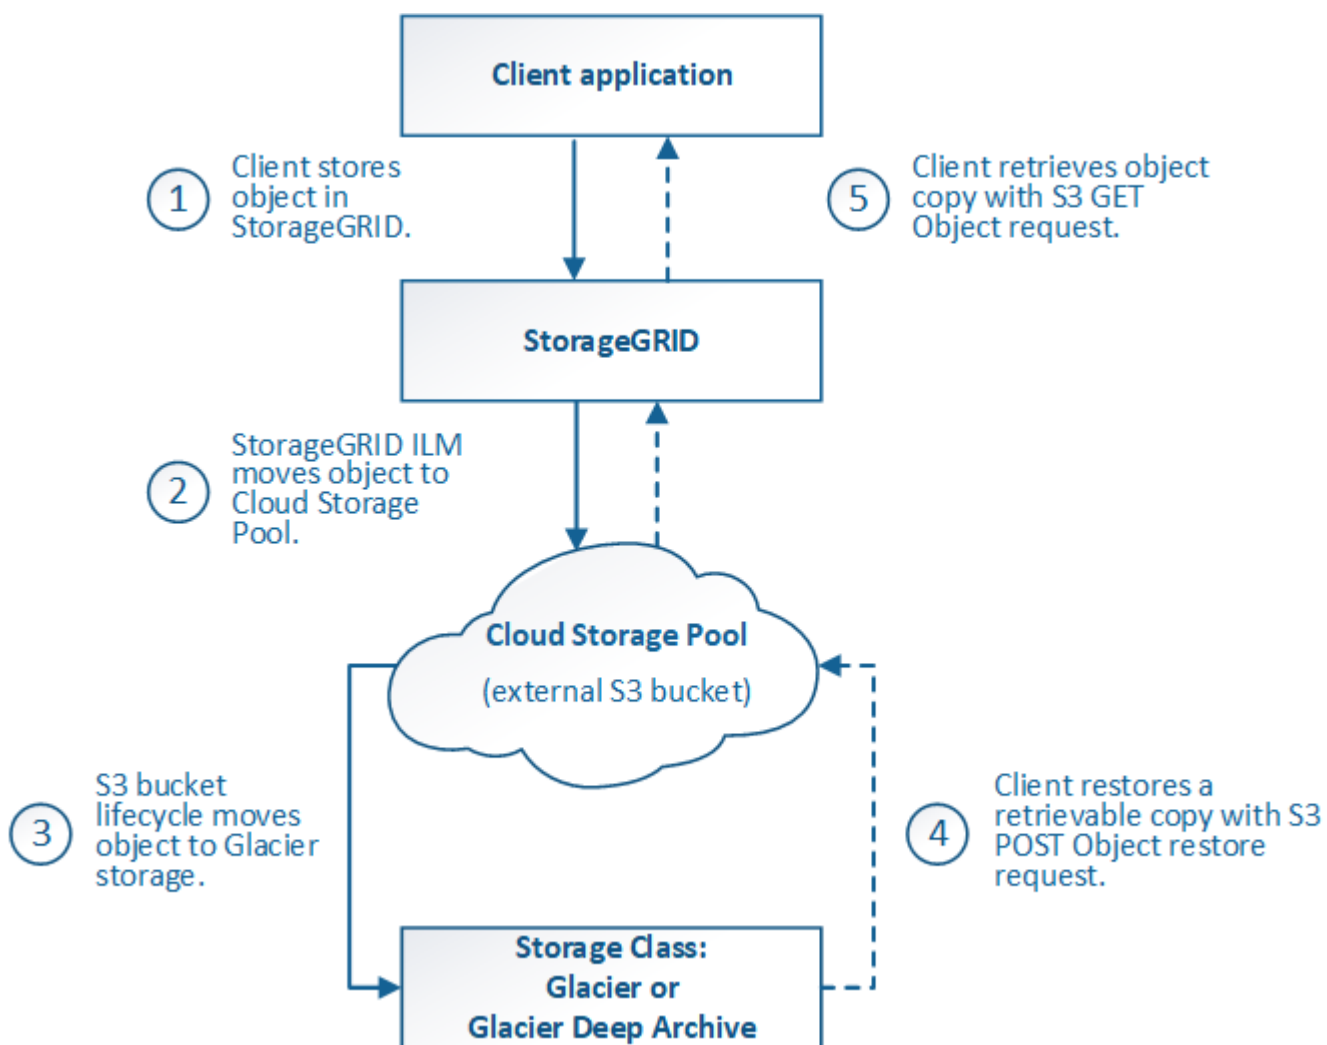 Client application
1
Client stores
object in
StorageGRID.
5
Client retrieves object
copy with S3 GET
Object request.
StorageGRID
2
StorageGRID ILM
moves object to
Cloud Storage
Pool.
Cloud Storage Pool
(external S3 bucket)
3
S3 bucket
lifecycle moves
object to Glacier
storage.
4
Client restores a
retrievable copy with S3
POST Object restore
request.
Storage Class:
Glacier or
Glacier Deep Archive